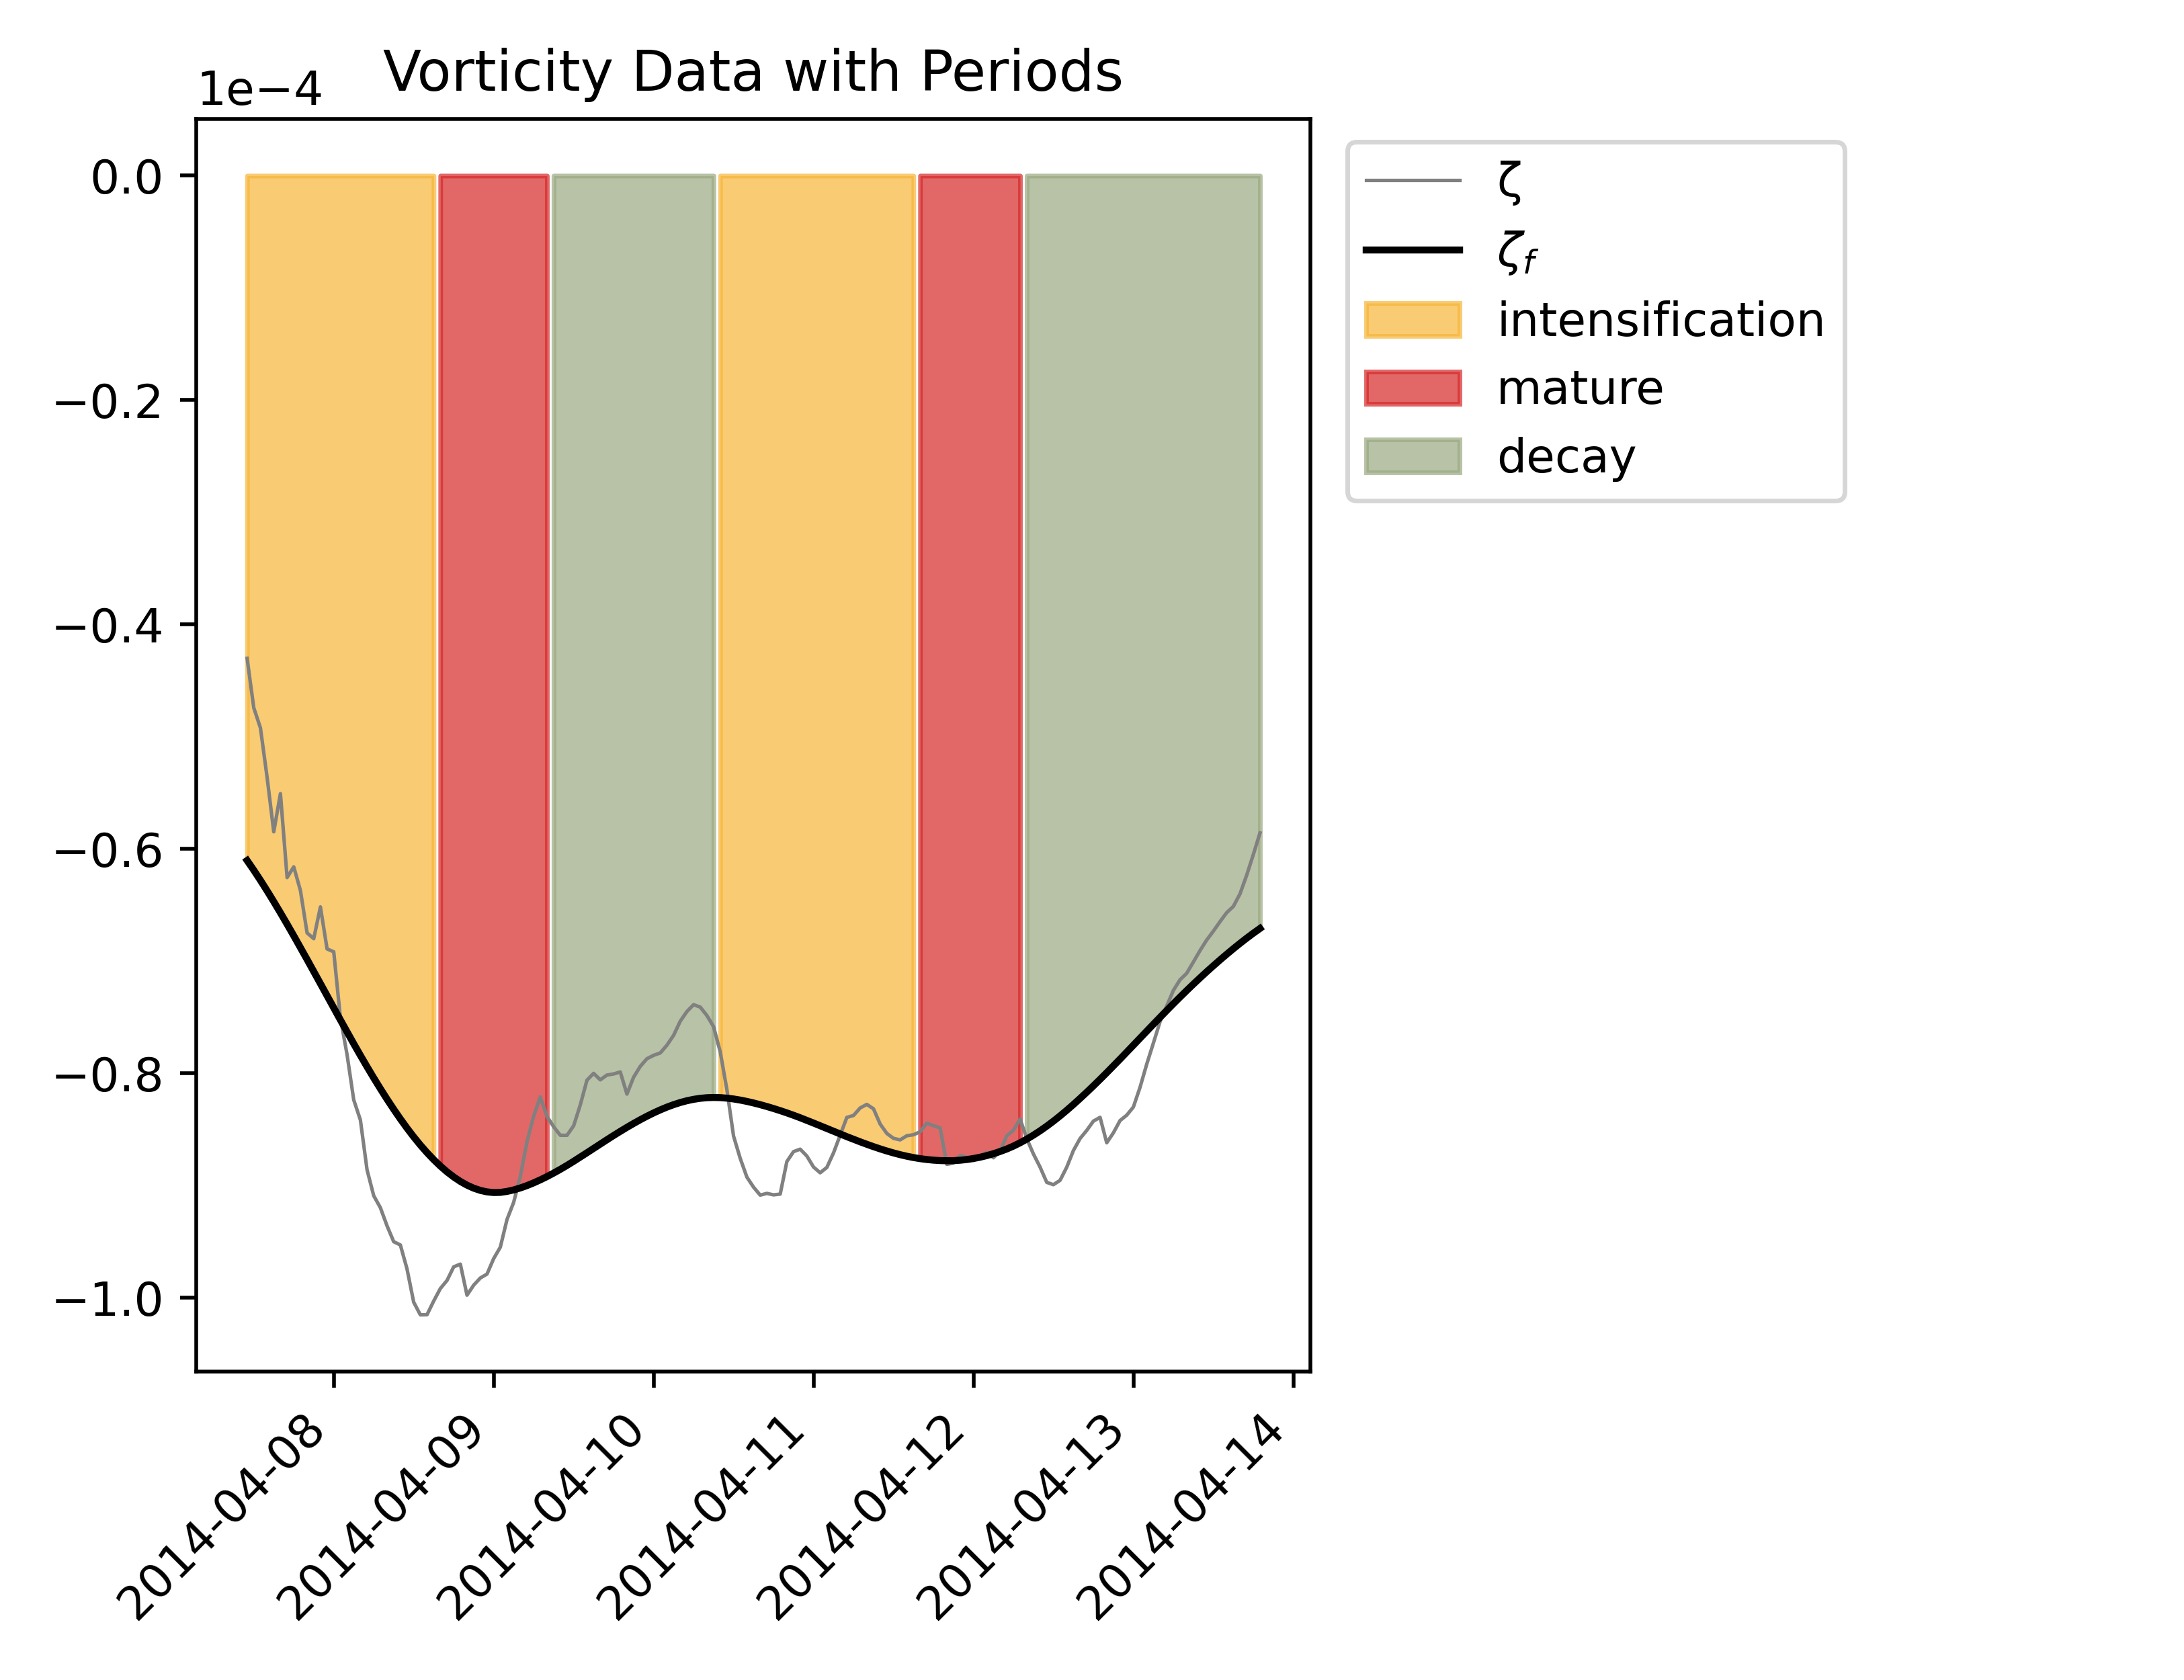 Vorticity Data with Periods
1e−4
0.0
−0.2
−0.4
−0.6
−0.8
−1.0
2014-04-08
2014-04-09
2014-04-10
2014-04-11
2014-04-12
2014-04-13
2014-04-14
ζ
ζf
intensification
mature
decay